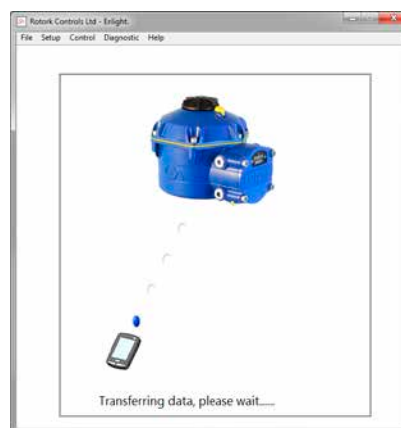 Rotork Controls Ltd - Enlight.
File Setup Control Diagnostic Help
Transferring data, please wait......